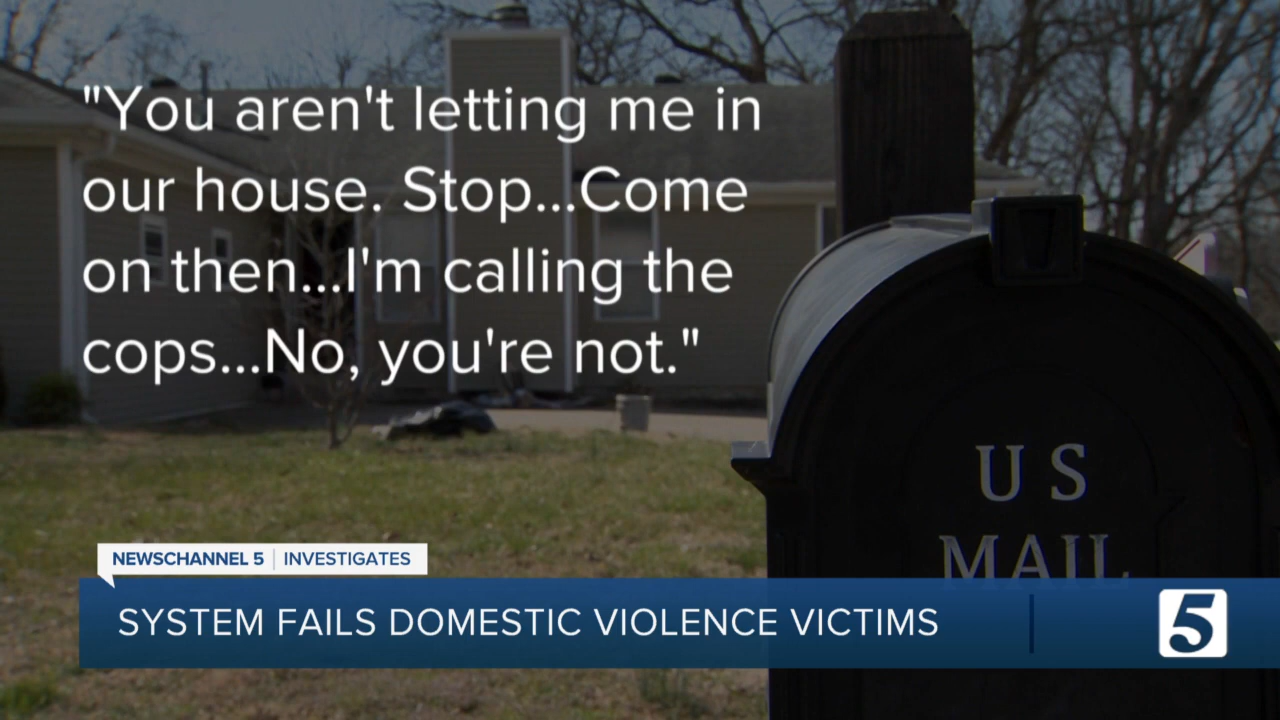 "You aren't letting me in
our house. Stop...Come
on then...I'm calling the
cops...No, you're not."
U S
MAIL
NEWSCHANNEL 5 | INVESTIGATES
SYSTEM FAILS DOMESTIC VIOLENCE VICTIMS
5